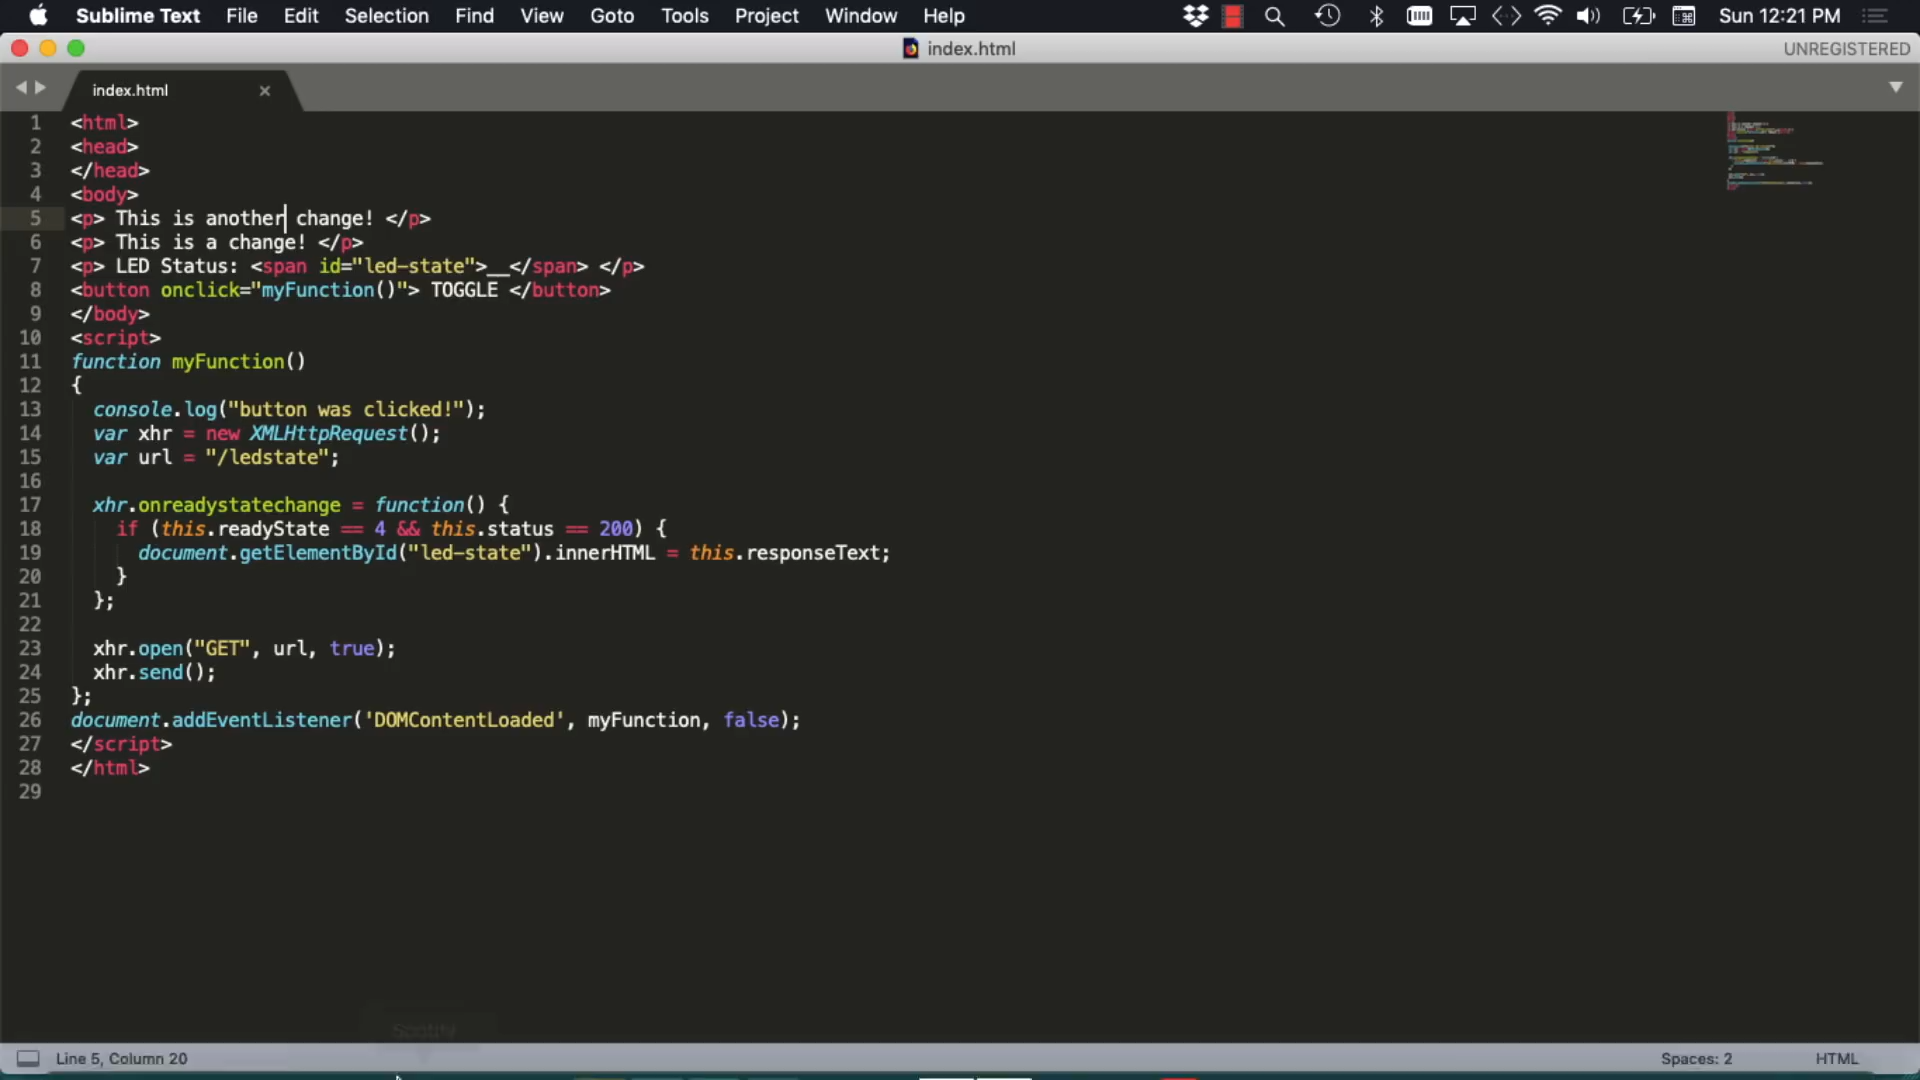 Sublime Text File Edit Selection Find View Goto Tools Project Window Help Sun 12:21 PM
index.html UNREGISTERED
index.html ×
1 <html>
2 <head>
3 </head>
4 <body>
5 <p> This is another change! </p>
6 <p> This is a change! </p>
7 <p> LED Status: <span id="led-state">__</span> </p>
8 <button onclick="myFunction()"> TOGGLE </button>
9 </body>
10 <script>
11 function myFunction()
12 {
13 console.log("button was clicked!");
14 var xhr = new XMLHttpRequest();
15 var url = "/ledstate";
16
17 xhr.onreadystatechange = function() {
18 if (this.readyState == 4 && this.status == 200) {
19 document.getElementById("led-state").innerHTML = this.responseText;
20 }
21 };
22
23 xhr.open("GET", url, true);
24 xhr.send();
25 };
26 document.addEventListener('DOMContentLoaded', myFunction, false);
27 </script>
28 </html>
29
Spotify
Line 5, Column 20 Spaces: 2 HTML